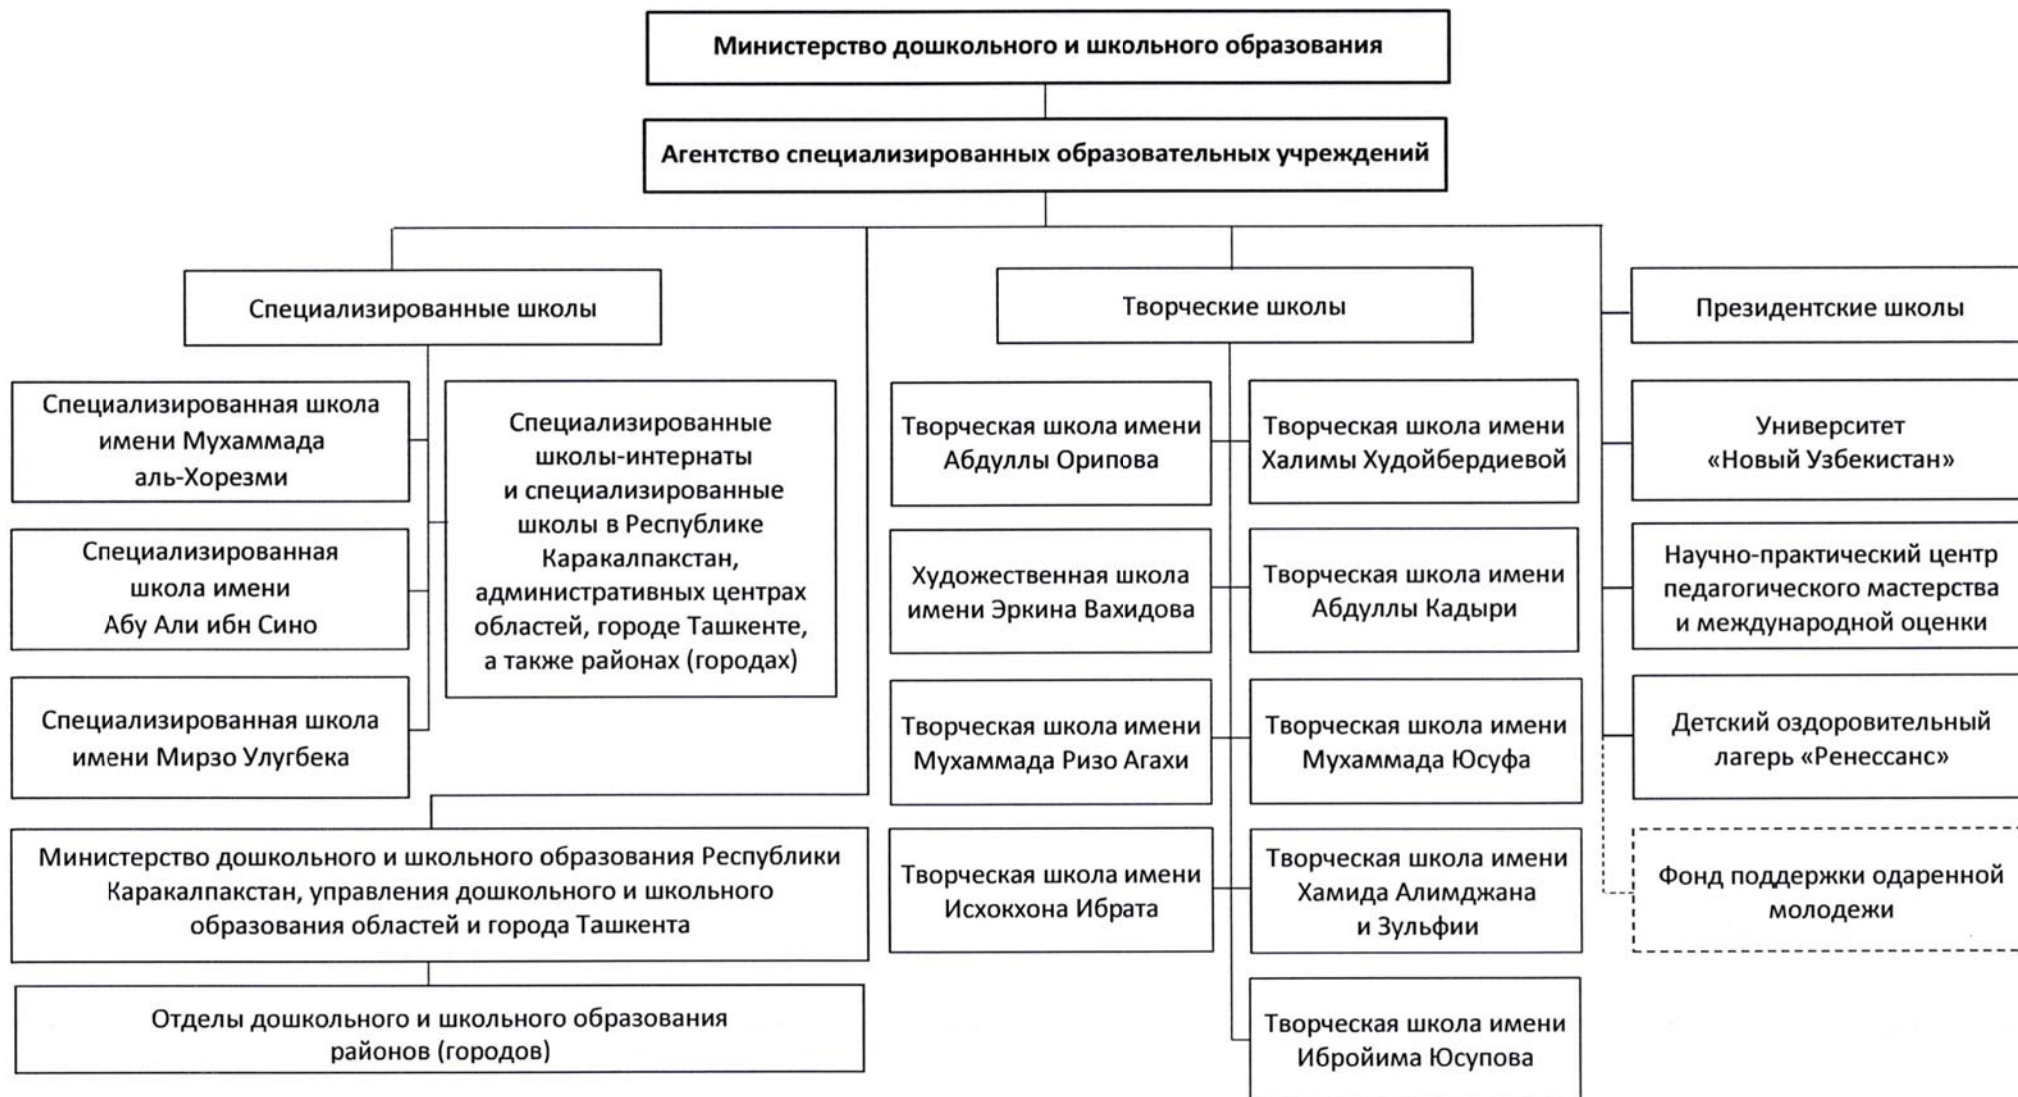 Министерство дошкольного и школьного образования
Агентство специализированных образовательных учреждений
Специализированные школы
Творческие школы
Президентские школы
Специализированная школа
имени Мухаммада
аль-Хорезми
Специализированная
школа имени
Абу Али ибн Сино
Специализированная школа
имени Мирзо Улугбека
Специализированные
школы-интернаты
и специализированные
школы в Республике
Каракалпакстан,
административных центрах
областей, городе Ташкенте,
а также районах (городах)
Министерство дошкольного и школьного образования Республики
Каракалпакстан, управления дошкольного и школьного
образования областей и города Ташкента
Отделы дошкольного и школьного образования
районов (городов)
Творческая школа имени
Абдуллы Орипова
Художественная школа
имени Эркина Вахидова
Творческая школа имени
Мухаммада Ризо Агахи
Творческая школа имени
Исхокхона Ибрата
Творческая школа имени
Халимы Худойбердиевой
Творческая школа имени
Абдуллы Кадыри
Творческая школа имени
Мухаммада Юсуфа
Творческая школа имени
Хамида Алимджана
и Зульфии
Творческая школа имени
Ибройима Юсупова
Университет
«Новый Узбекистан»
Научно-практический центр
педагогического мастерства
и международной оценки
Детский оздоровительный
лагерь «Ренессанс»
Фонд поддержки одаренной
молодежи